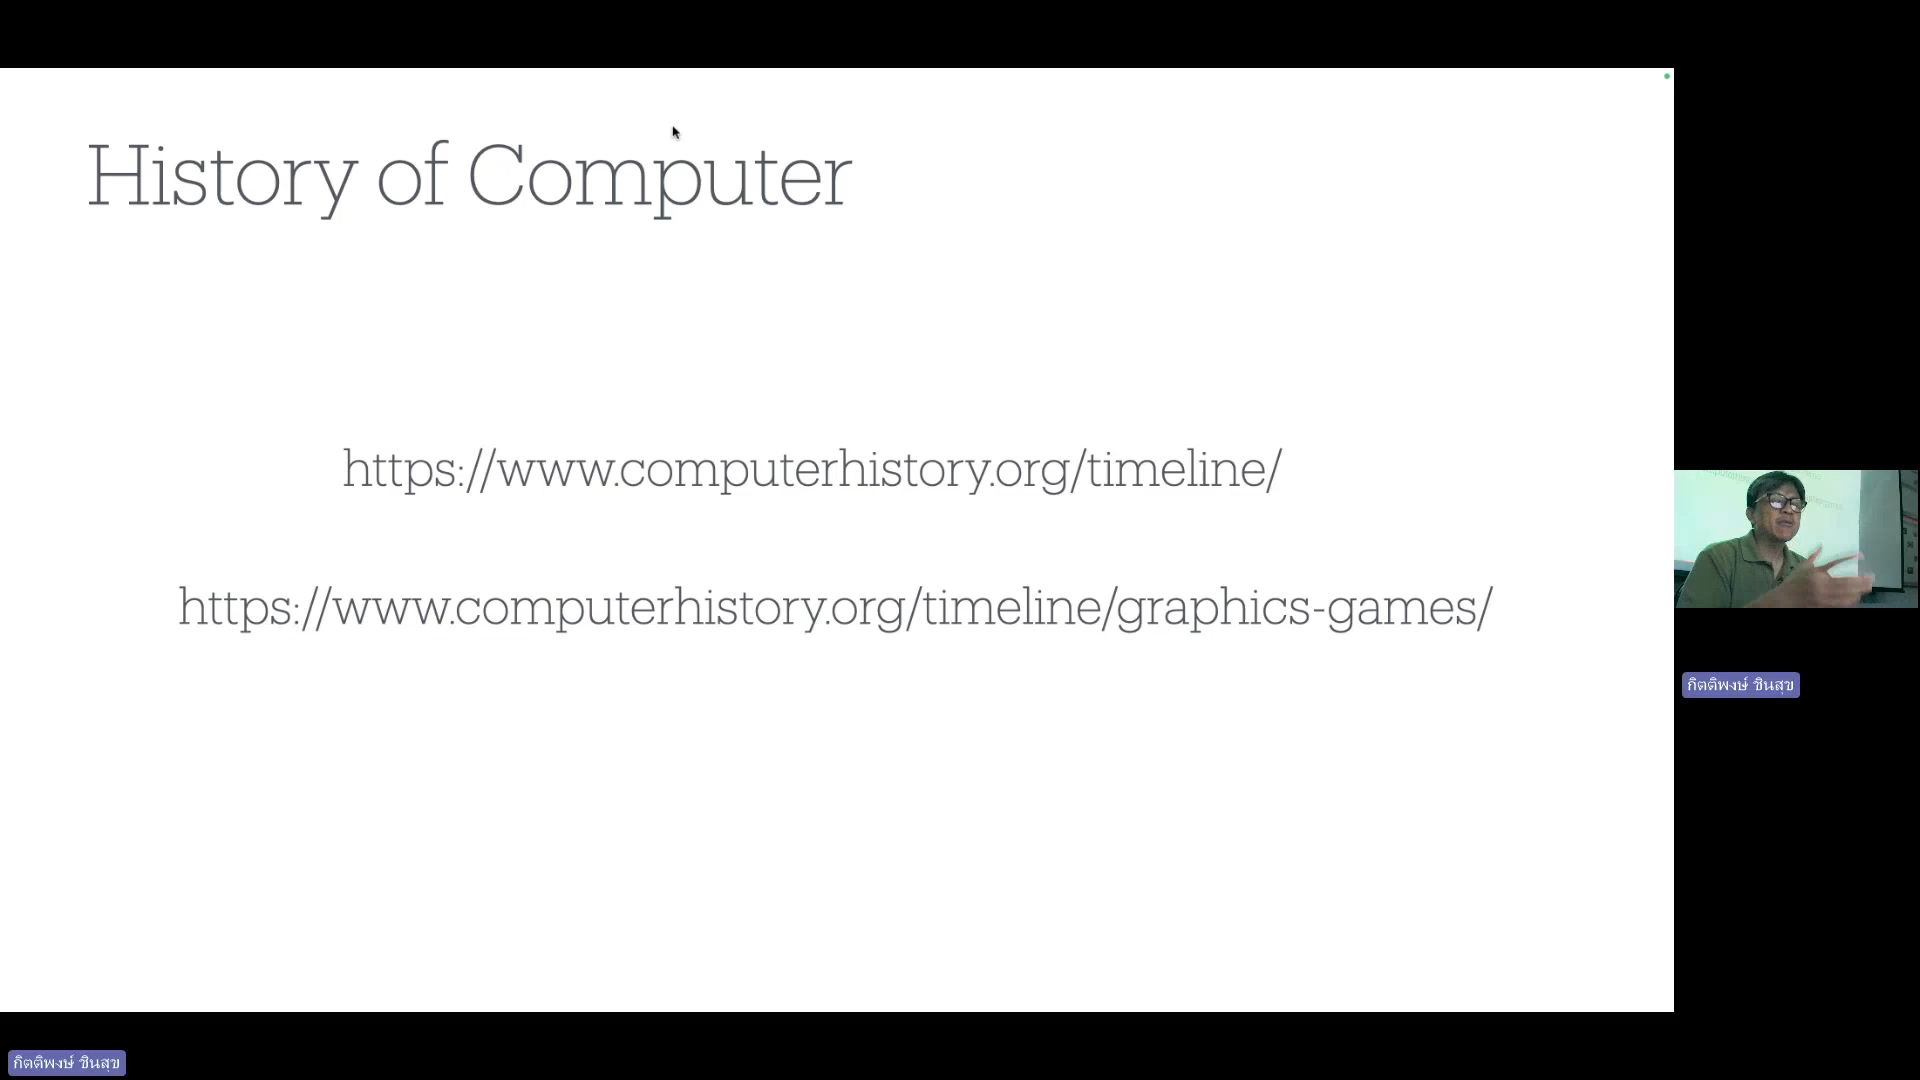 History of Computer
https://www.computerhistory.org/timeline/
https://www.computerhistory.org/timeline/graphics-games/
กิตติพงษ์ ชินสุข
กิตติพงษ์ ชินสุข